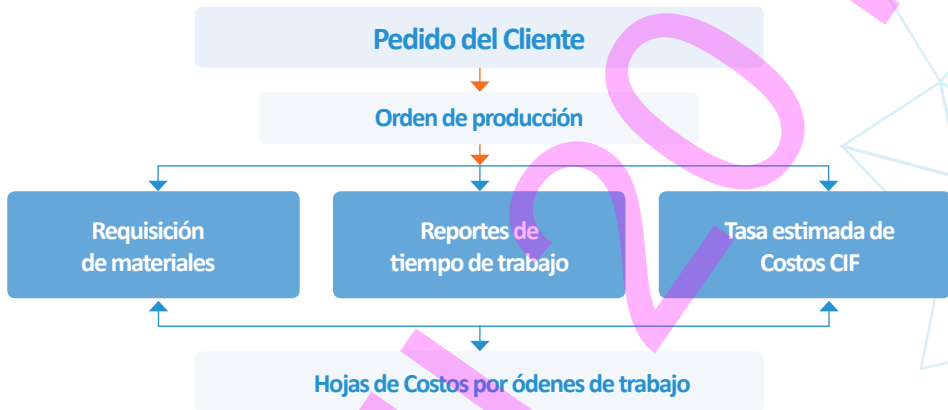 Pedido del Cliente
Orden de producción
Requisición
de materiales
Reportes de
tiempo de trabajo
Tasa estimada de
Costos CIF
Hojas de Costos por ódenes de trabajo